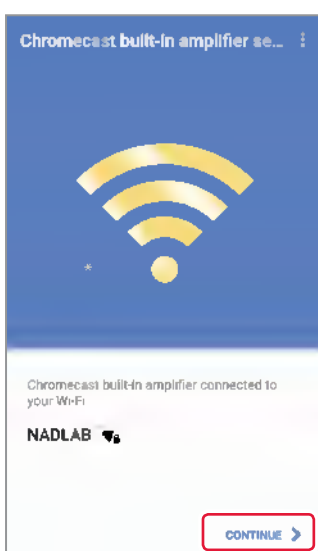 Chromecast built-in amplifier se...
Chromecast built-in amplifier connected to
your Wi-Fi
NADLAB
CONTINUE